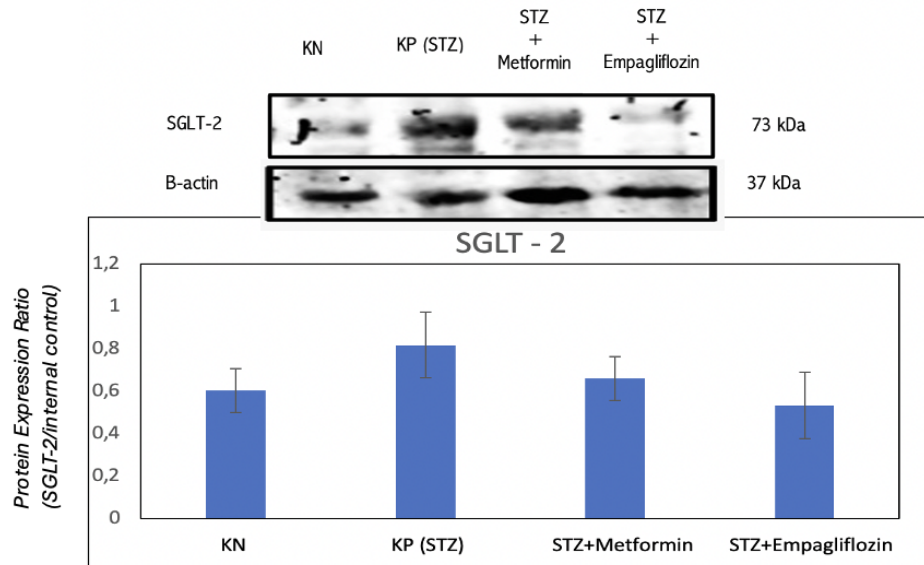 KN
KP (STZ)
STZ
+
Metformin
STZ
+
Empagliflozin
SGLT-2
73 kDa
B-actin
37 kDa
SGLT - 2
Protein Expression Ratio
(SGLT-2/internal control)
1,2
1
0,8
0,6
0,4
0,2
0
KN
KP (STZ)
STZ+Metformin
STZ+Empagliflozin